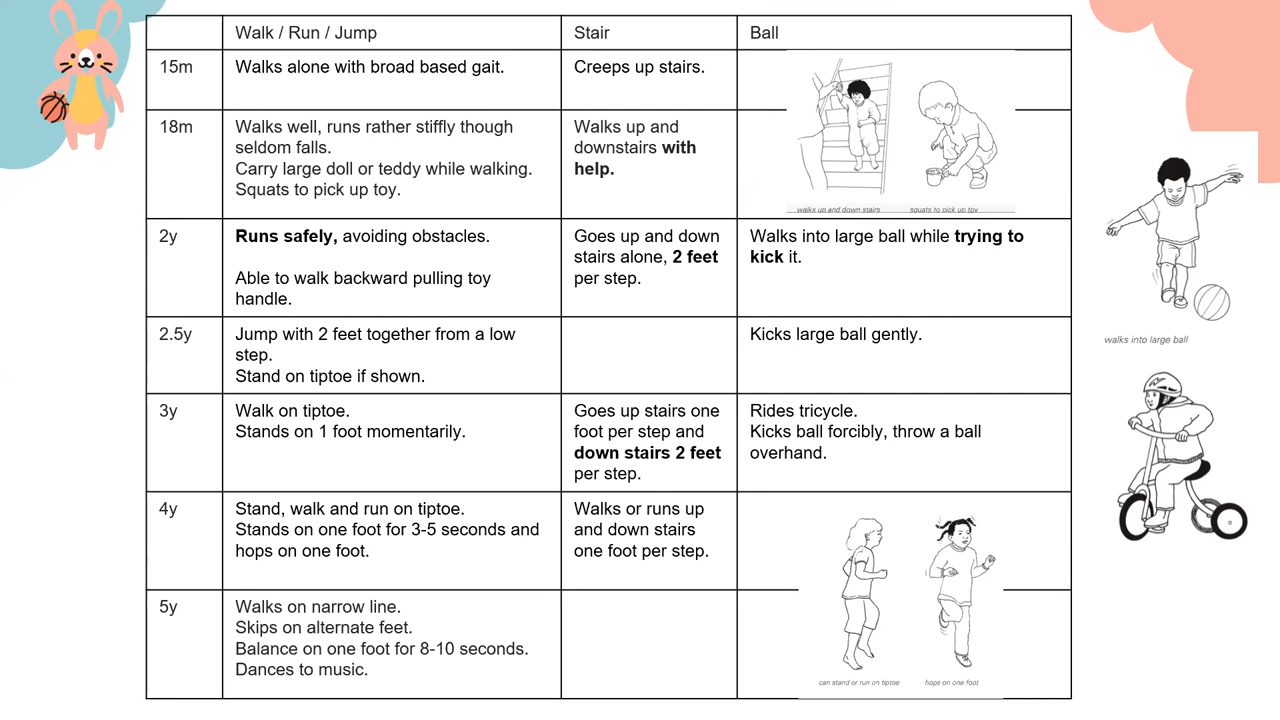 Walk / Run / Jump
Stair
Ball
15m
Walks alone with broad based gait.
Creeps up stairs.
18m
Walks well, runs rather stiffly though
seldom falls.
Carry large doll or teddy while walking.
Squats to pick up toy.
Walks up and
downstairs with
help.
walks up and down stairs
squats to pick up toy
2y
Runs safely, avoiding obstacles.
Able to walk backward pulling toy
handle.
Goes up and down
stairs alone, 2 feet
per step.
Walks into large ball while trying to
kick it.
walks into large ball
2.5y
Jump with 2 feet together from a low
step.
Stand on tiptoe if shown.
Kicks large ball gently.
3y
Walk on tiptoe.
Stands on 1 foot momentarily.
Goes up stairs one
foot per step and
down stairs 2 feet
per step.
Rides tricycle.
Kicks ball forcibly, throw a ball
overhand.
4y
Stand, walk and run on tiptoe.
Stands on one foot for 3-5 seconds and
hops on one foot.
Walks or runs up
and down stairs
one foot per step.
5y
Walks on narrow line.
Skips on alternate feet.
Balance on one foot for 8-10 seconds.
Dances to music.
can stand or run on tiptoe
hops on one foot